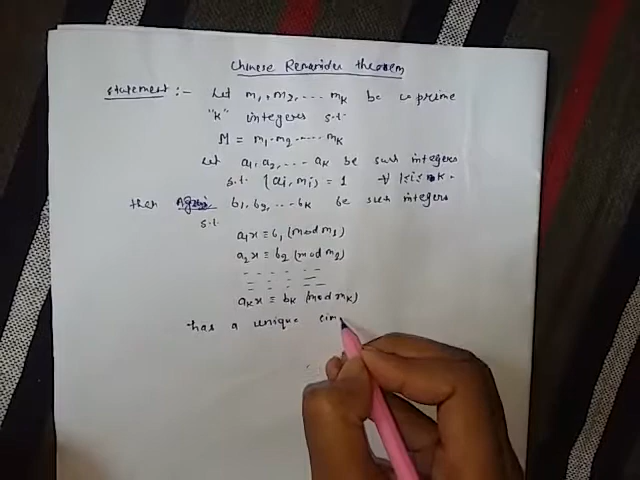 Chinese Remainder theorem
Statement :- Let m₁, m₂, ... mₖ be co prime
"k" integers s.t.
M = m₁·m₂·....·mₖ
Let a₁, a₂, ... aₖ be such integers
s.t. (aᵢ, mᵢ) = 1 ∀ 1≤i≤k.
then b₁, b₂, ... bₖ be such integers
s.t.
a₁x ≡ b₁ (mod m₁)
a₂x ≡ b₂ (mod m₂)
aₖx ≡ bₖ (mod mₖ)
has a unique